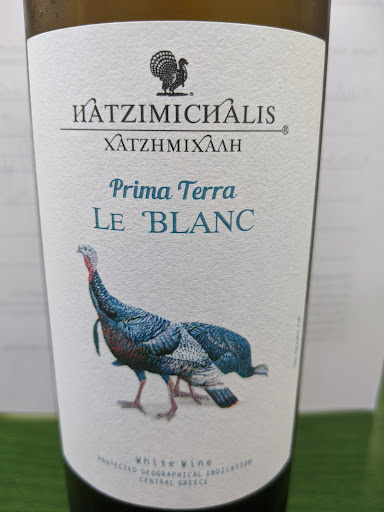 HATZIMICHALIS®
ΧΑΤΖΗΜΙΧΑΛΗ
Prima Terra
LE BLANC
White Wine
PROTECTED GEOGRAPHICAL INDICATION
CENTRAL GREECE